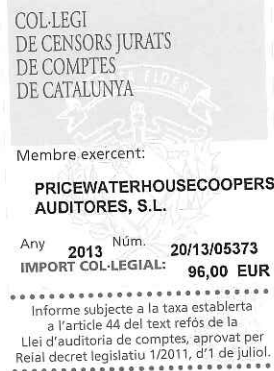 COL·LEGI
DE CENSORS JURATS
DE COMPTES
DE CATALUNYA
Membre exercent:
PRICEWATERHOUSECOOPERS
AUDITORES, S.L.
Any 2013 Núm. 20/13/05373
IMPORT COL·LEGIAL: 96,00 EUR
Informe subjecte a la taxa establerta
a l'article 44 del text refós de la
Llei d'auditoria de comptes, aprovat per
Reial decret legislatiu 1/2011, d'1 de juliol.